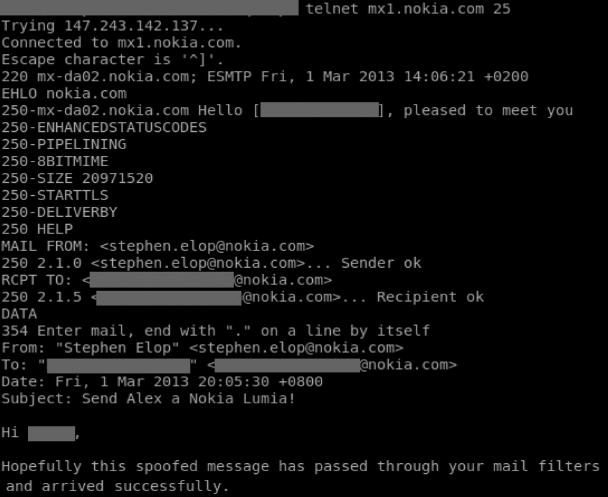 telnet mx1.nokia.com 25
Trying 147.243.142.137...
Connected to mx1.nokia.com.
Escape character is '^]'.
220 mx-da02.nokia.com; ESMTP Fri, 1 Mar 2013 14:06:21 +0200
EHLO nokia.com
250-mx-da02.nokia.com Hello [ ], pleased to meet you
250-ENHANCEDSTATUSCODES
250-PIPELINING
250-8BITMIME
250-SIZE 20971520
250-STARTTLS
250-DELIVERBY
250 HELP
MAIL FROM: <stephen.elop@nokia.com>
250 2.1.0 <stephen.elop@nokia.com>... Sender ok
RCPT TO: < @nokia.com>
250 2.1.5 < @nokia.com>... Recipient ok
DATA
354 Enter mail, end with "." on a line by itself
From: "Stephen Elop" <stephen.elop@nokia.com>
To: " " < @nokia.com>
Date: Fri, 1 Mar 2013 20:05:30 +0800
Subject: Send Alex a Nokia Lumia!
Hi ,
Hopefully this spoofed message has passed through your mail filters
and arrived successfully.